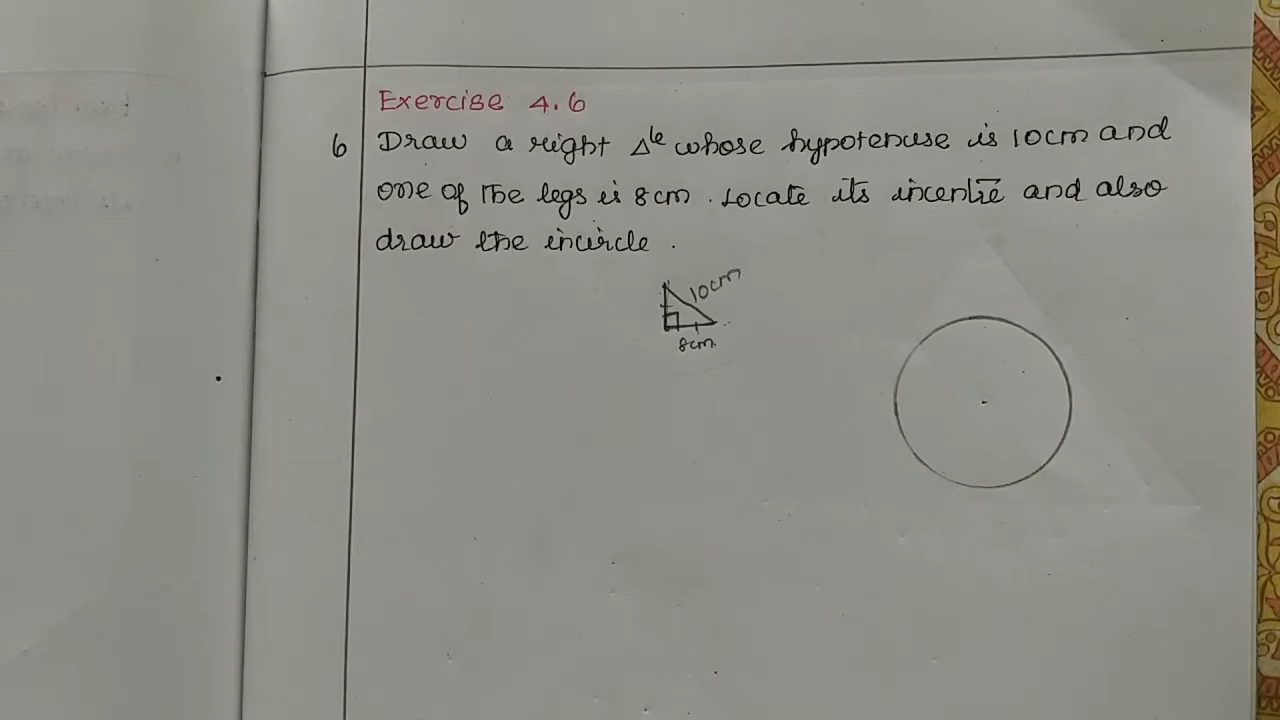 Exercise 4.6
6 Draw a right Δle whose hypotenuse is 10cm and
one of the legs is 8cm. Locate its incentre and also
draw the incircle.
10cm
8cm.